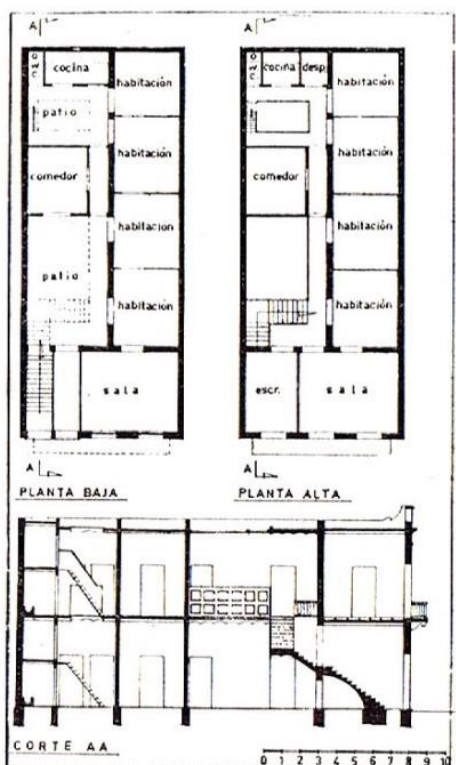 A A
cocina
habitación
patio
habitación
comedor
habitacion
patio
habitación
sala
A
PLANTA BAJA
cocina desp.
habitación
habitación
comedor
habitación
habitación
escr. sala
A
PLANTA ALTA
CORTE AA
0 1 2 3 4 5 6 7 8 9 10